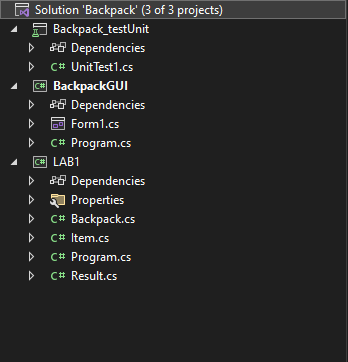 Solution 'Backpack' (3 of 3 projects)
Backpack_testUnit
Dependencies
C# UnitTest1.cs
C# BackpackGUI
Dependencies
Form1.cs
C# Program.cs
C# LAB1
Dependencies
Properties
C# Backpack.cs
C# Item.cs
C# Program.cs
C# Result.cs